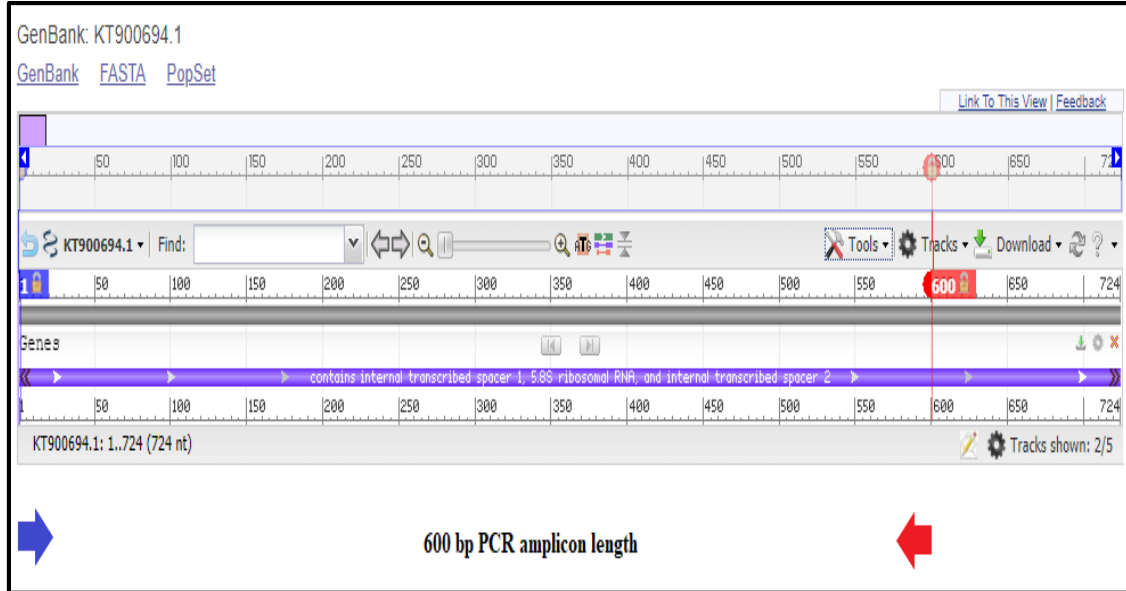 GenBank: KT900694.1
GenBank FASTA PopSet
Link To This View | Feedback
50 100 150 200 250 300 350 400 450 500 550 600 650 72
KT900694.1 Find: ATG Tools Tracks Download ?
1 50 100 150 200 250 300 350 400 450 500 550 600 650 724
Genes
contains internal transcribed spacer 1, 5.8S ribosomal RNA, and internal transcribed spacer 2
1 50 100 150 200 250 300 350 400 450 500 550 600 650 724
KT900694.1: 1..724 (724 nt) Tracks shown: 2/5
600 bp PCR amplicon length